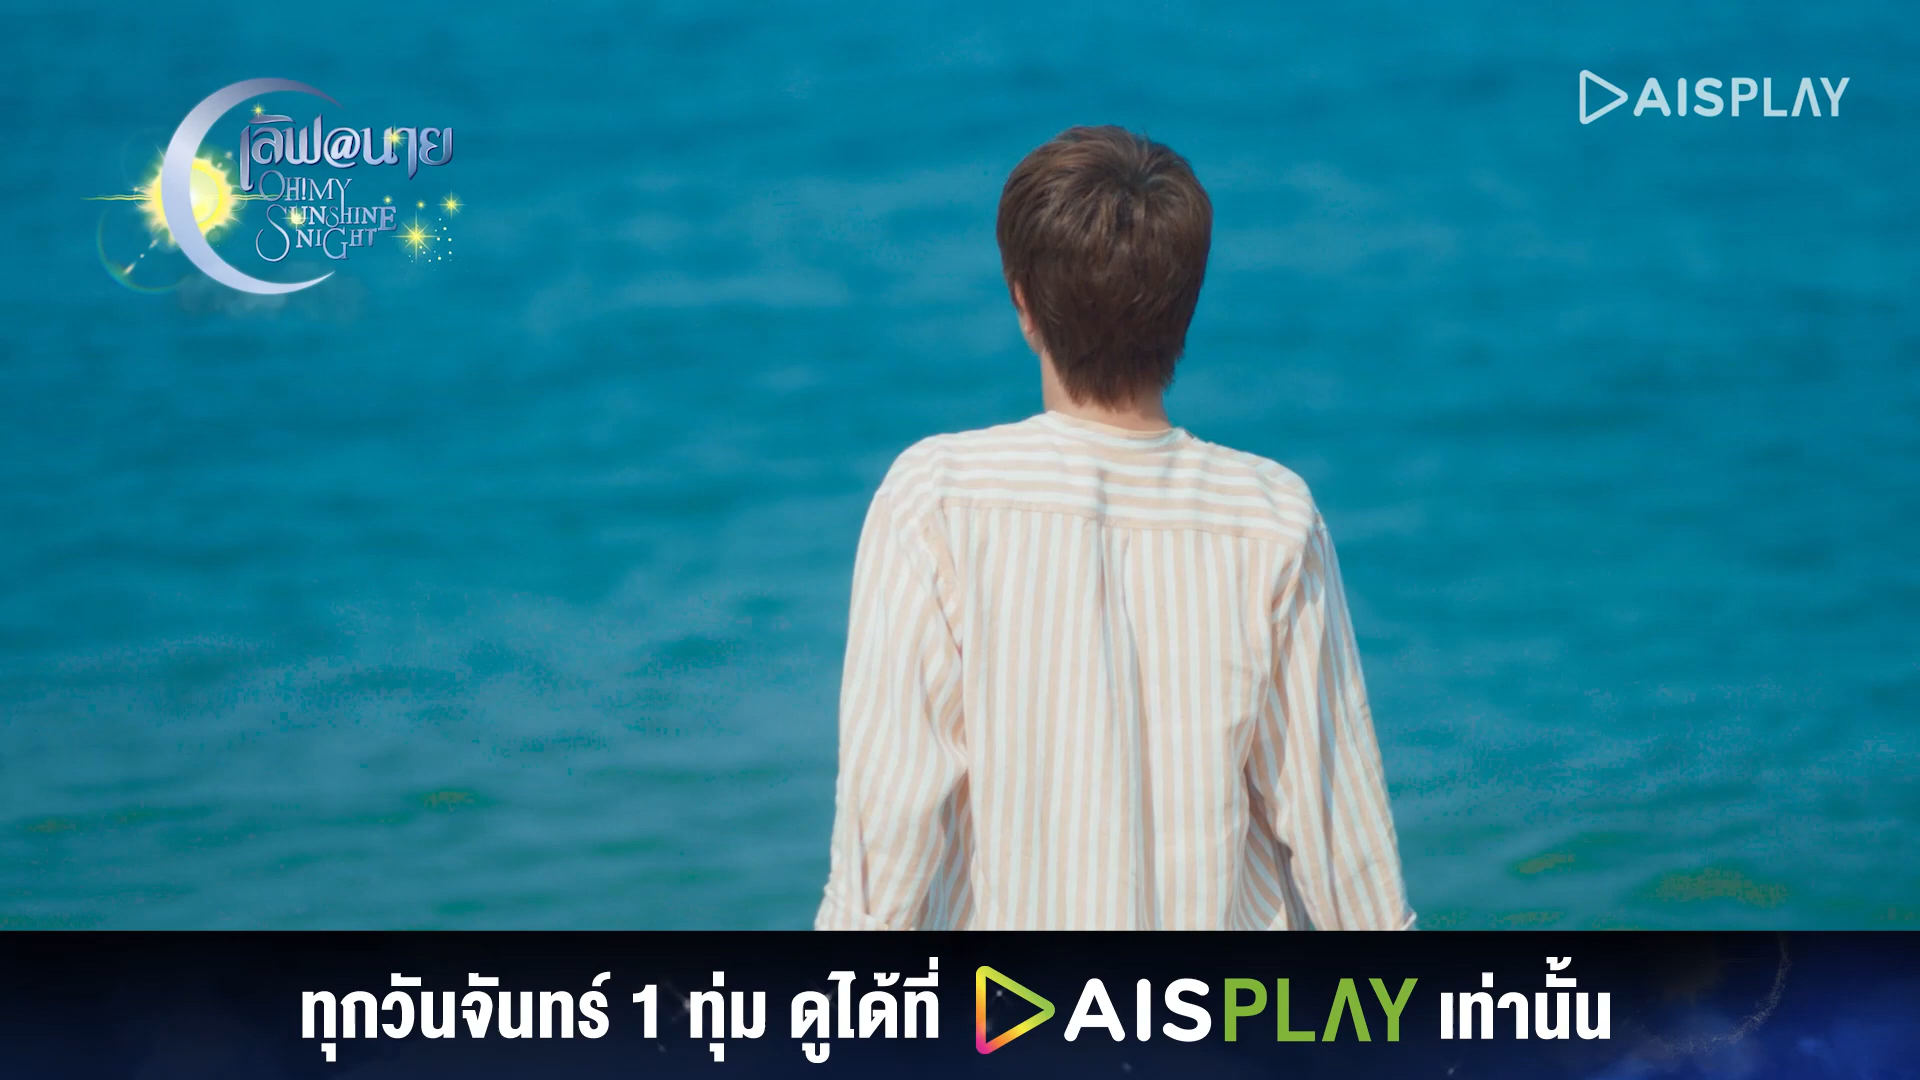 เลิฟ@นาย
OH! MY
SUNSHINE
NIGHT
AISPLAY
ทุกวันจันทร์ 1 ทุ่ม ดูได้ที่ AISPLAY เท่านั้น